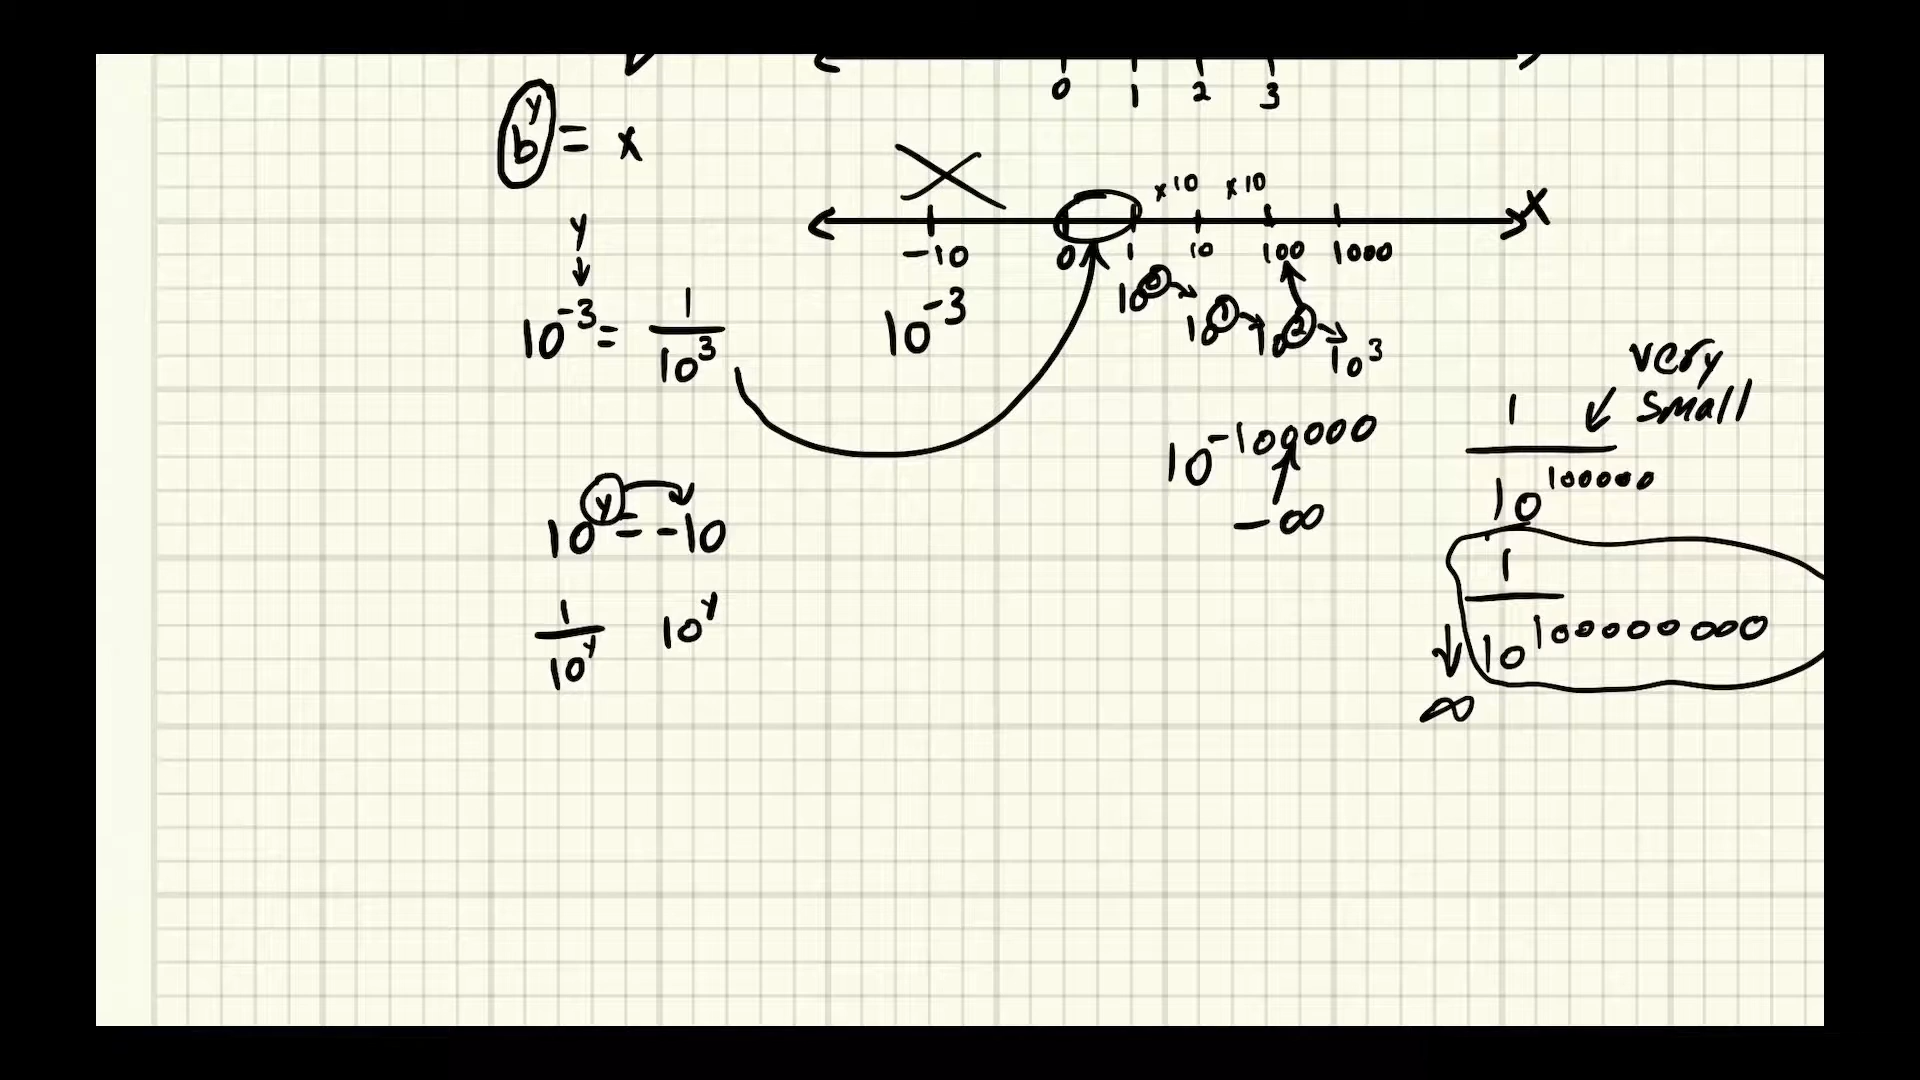 0 1 2 3
b^y = x
×10 ×10
x
-10 0 1 10 100 1000
y
10^-3 = 1/10^3
10^-3
10^0 → 10^1 → 10^2 → 10^3
very
small
10^-100000
1/10^100000
-∞
10^y = -10
1/10^y 10^y
1/10^100000000
∞